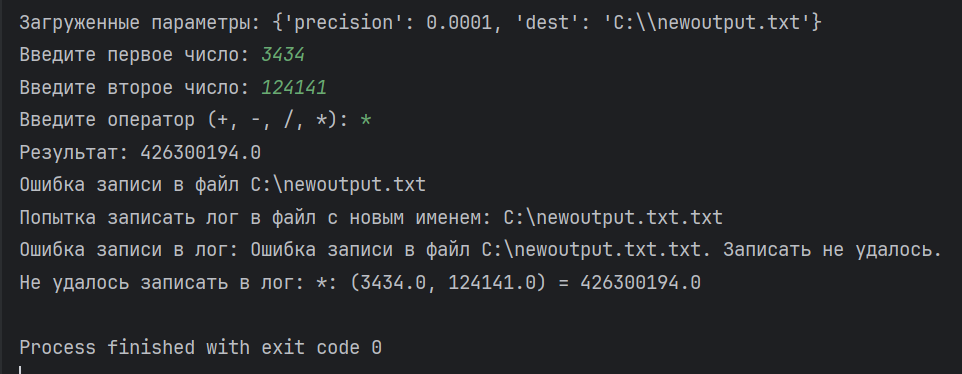 Загруженные параметры: {'precision': 0.0001, 'dest': 'C:\\newoutput.txt'}
Введите первое число: 3434
Введите второе число: 124141
Введите оператор (+, -, /, *): *
Результат: 426300194.0
Ошибка записи в файл C:\newoutput.txt
Попытка записать лог в файл с новым именем: C:\newoutput.txt.txt
Ошибка записи в лог: Ошибка записи в файл C:\newoutput.txt.txt. Записать не удалось.
Не удалось записать в лог: *: (3434.0, 124141.0) = 426300194.0
Process finished with exit code 0